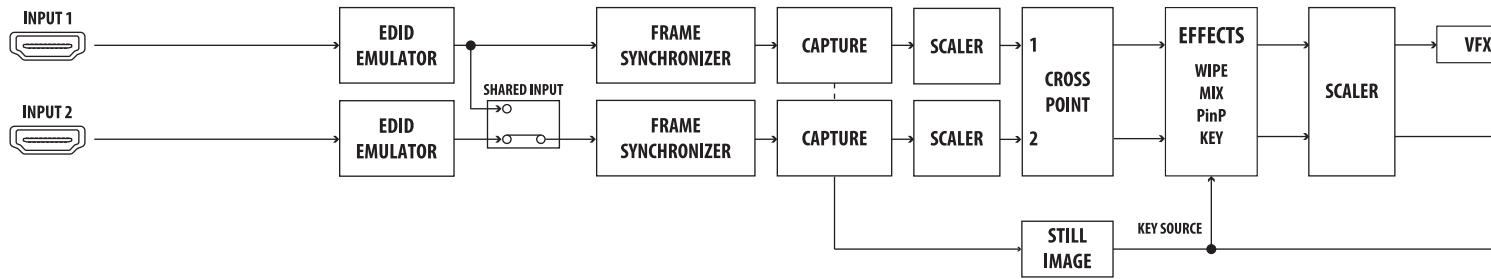 INPUT 1
EDID
EMULATOR
FRAME
SYNCHRONIZER
CAPTURE
SCALER
1
CROSS
POINT
2
EFFECTS
WIPE
MIX
PinP
KEY
SCALER
VFX
SHARED INPUT
INPUT 2
EDID
EMULATOR
FRAME
SYNCHRONIZER
CAPTURE
SCALER
STILL
IMAGE
KEY SOURCE